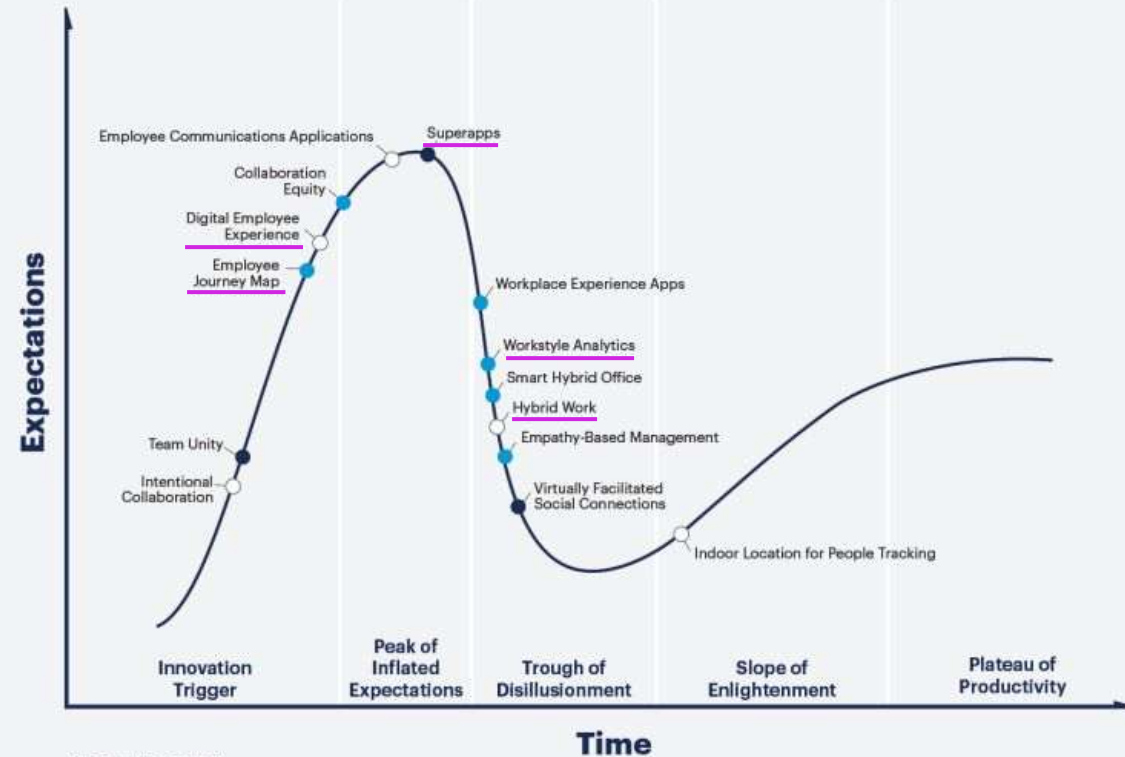 Superapps
Employee Communications Applications
Collaboration
Equity
Digital Employee
Experience
Employee
Journey Map
Workplace Experience Apps
Workstyle Analytics
Smart Hybrid Office
Hybrid Work
Empathy-Based Management
Team Unity
Intentional
Collaboration
Virtually Facilitated
Social Connections
Indoor Location for People Tracking
Expectations
Innovation
Trigger
Peak of
Inflated
Expectations
Trough of
Disillusionment
Slope of
Enlightenment
Plateau of
Productivity
Time